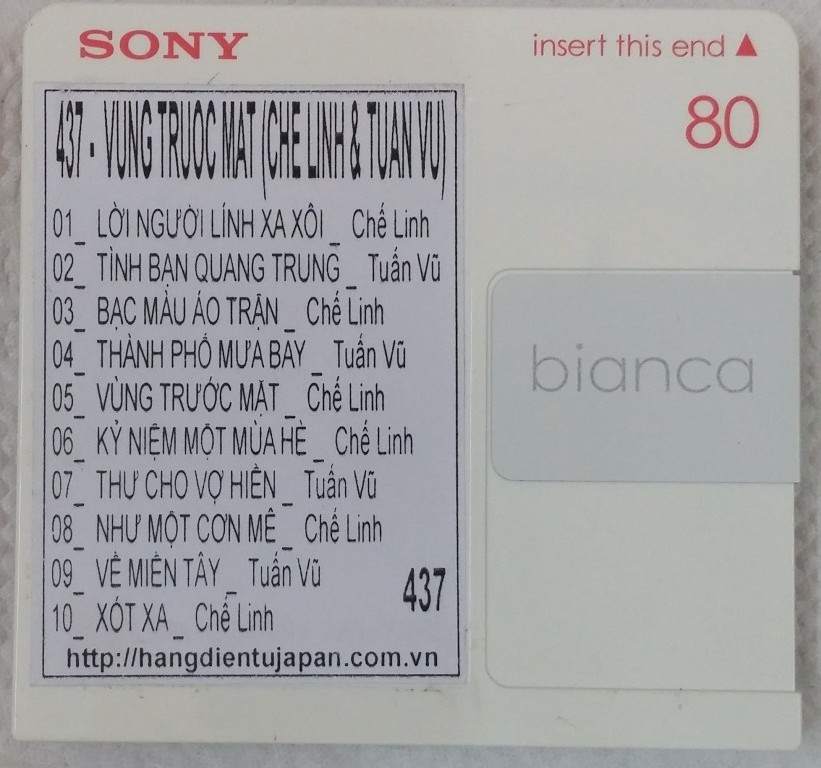 SONY
insert this end ▲
80
437 - VUNG TRUOC MAT (CHE LINH & TUAN VU)
01_ LỜI NGƯỜI LÍNH XA XÔI _ Chế Linh
02_ TÌNH BẠN QUANG TRUNG _ Tuấn Vũ
03_ BẠC MÀU ÁO TRẬN _ Chế Linh
04_ THÀNH PHỐ MƯA BAY _ Tuấn Vũ
05_ VÙNG TRƯỚC MẶT _ Chế Linh
06_ KỶ NIỆM MỘT MÙA HÈ _ Chế Linh
07_ THƯ CHO VỢ HIỀN _ Tuấn Vũ
08_ NHƯ MỘT CƠN MÊ _ Chế Linh
09_ VỀ MIỀN TÂY _ Tuấn Vũ
10_ XÓT XA _ Chế Linh
437
http://hangdientujapan.com.vn
bianca